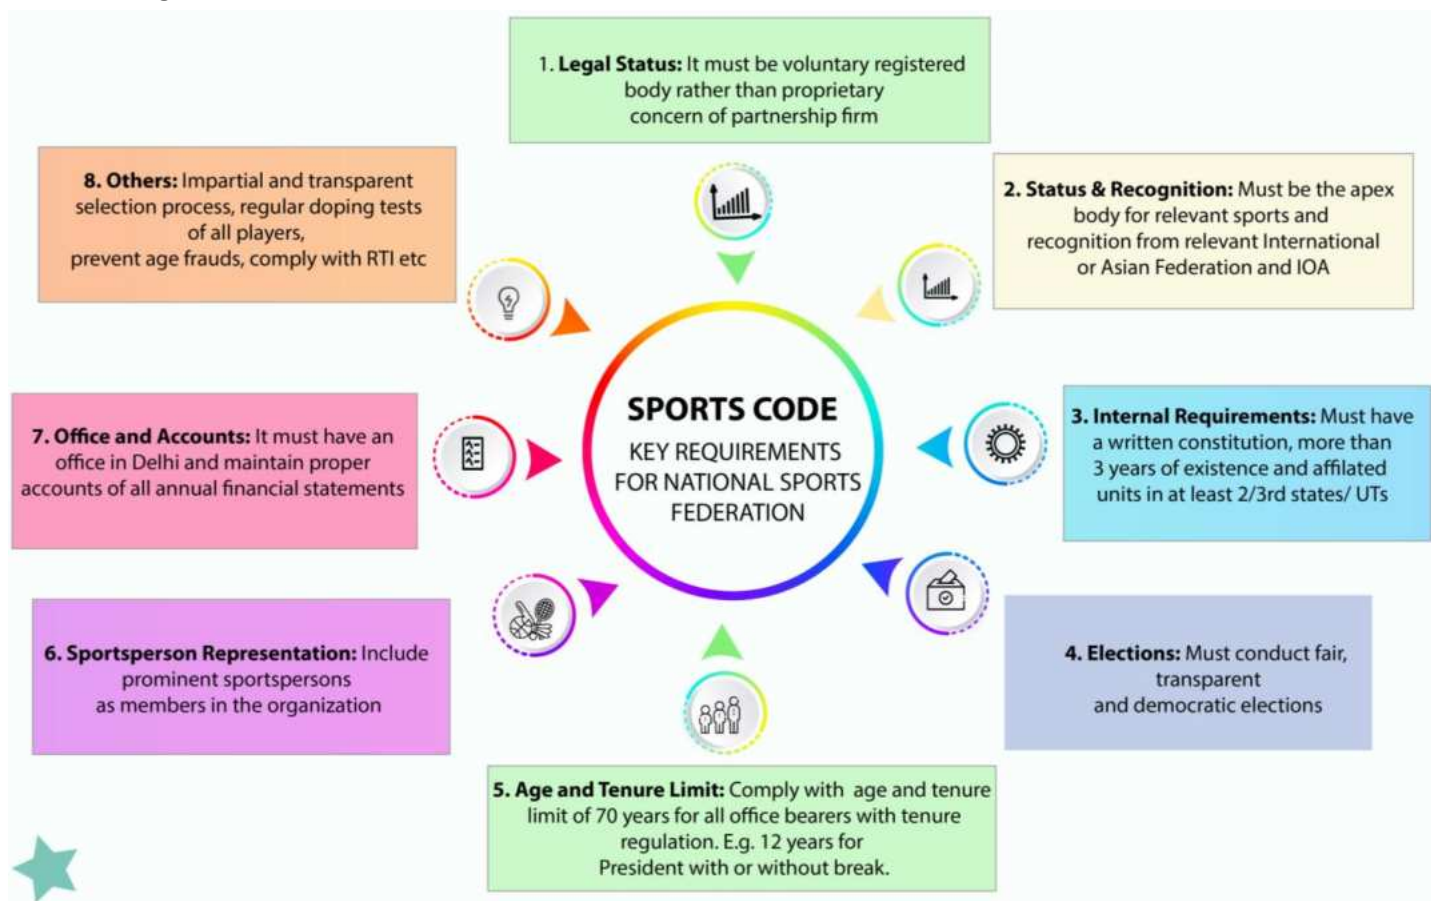 1. Legal Status: It must be voluntary registered
body rather than proprietary
concern of partnership firm
2. Status & Recognition: Must be the apex
body for relevant sports and
recognition from relevant International
or Asian Federation and IOA
3. Internal Requirements: Must have
a written constitution, more than
3 years of existence and affilated
units in at least 2/3rd states/ UTs
4. Elections: Must conduct fair,
transparent
and democratic elections
5. Age and Tenure Limit: Comply with age and tenure
limit of 70 years for all office bearers with tenure
regulation. E.g. 12 years for
President with or without break.
6. Sportsperson Representation: Include
prominent sportspersons
as members in the organization
7. Office and Accounts: It must have an
office in Delhi and maintain proper
accounts of all annual financial statements
8. Others: Impartial and transparent
selection process, regular doping tests
of all players,
prevent age frauds, comply with RTI etc
SPORTS CODE
KEY REQUIREMENTS
FOR NATIONAL SPORTS
FEDERATION